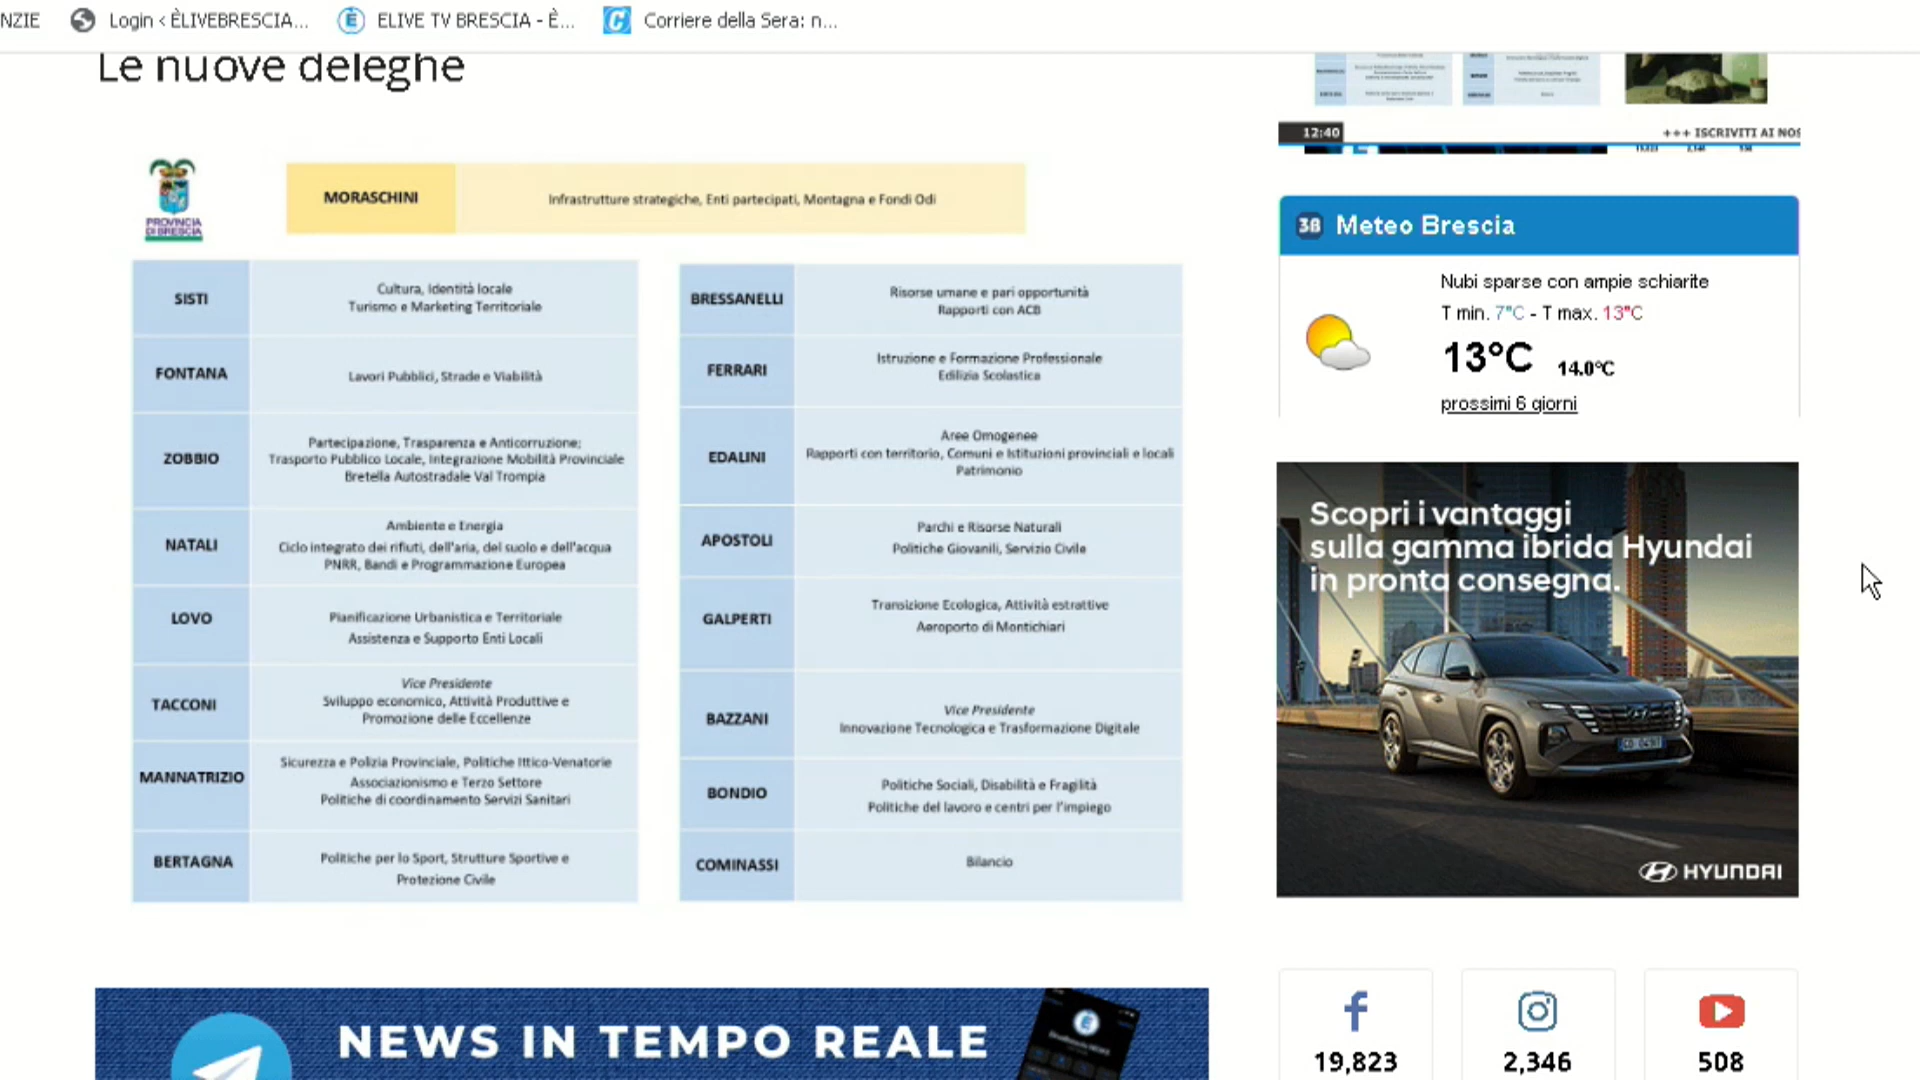 NZIE
Login ‹ ÈLIVEBRESCIA...
ELIVE TV BRESCIA - È...
Corriere della Sera: n...
Le nuove deleghe
PROVINCIA
DI BRESCIA
MORASCHINI
Infrastrutture strategiche, Enti partecipati, Montagna e Fondi Odi
SISTI
Cultura, Identità locale
Turismo e Marketing Territoriale
FONTANA
Lavori Pubblici, Strade e Viabilità
ZOBBIO
Partecipazione, Trasparenza e Anticorruzione;
Trasporto Pubblico Locale, Integrazione Mobilità Provinciale
Bretella Autostradale Val Trompia
NATALI
Ambiente e Energia
Ciclo integrato dei rifiuti, dell'aria, del suolo e dell'acqua
PNRR, Bandi e Programmazione Europea
LOVO
Pianificazione Urbanistica e Territoriale
Assistenza e Supporto Enti Locali
TACCONI
Vice Presidente
Sviluppo economico, Attività Produttive e
Promozione delle Eccellenze
MANNATRIZIO
Sicurezza e Polizia Provinciale, Politiche Ittico-Venatorie
Associazionismo e Terzo Settore
Politiche di coordinamento Servizi Sanitari
BERTAGNA
Politiche per lo Sport, Strutture Sportive e
Protezione Civile
BRESSANELLI
Risorse umane e pari opportunità
Rapporti con ACB
FERRARI
Istruzione e Formazione Professionale
Edilizia Scolastica
EDALINI
Aree Omogenee
Rapporti con territorio, Comuni e Istituzioni provinciali e locali
Patrimonio
APOSTOLI
Parchi e Risorse Naturali
Politiche Giovanili, Servizio Civile
GALPERTI
Transizione Ecologica, Attività estrattive
Aeroporto di Montichiari
BAZZANI
Vice Presidente
Innovazione Tecnologica e Trasformazione Digitale
BONDIO
Politiche Sociali, Disabilità e Fragilità
Politiche del lavoro e centri per l'impiego
COMINASSI
Bilancio
NEWS IN TEMPO REALE
12:40
+++ ISCRIVITI AI NOS
3B Meteo Brescia
Nubi sparse con ampie schiarite
T min. 7°C - T max. 13°C
13°C 14.0°C
prossimi 6 giorni
Scopri i vantaggi
sulla gamma ibrida Hyundai
in pronta consegna.
HYUNDAI
19,823
2,346
508